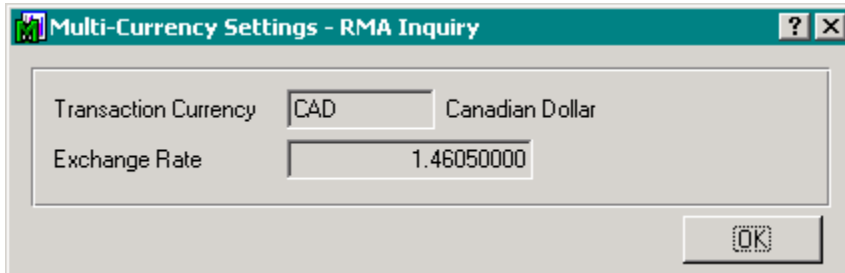 Multi-Currency Settings - RMA Inquiry
Transaction Currency CAD Canadian Dollar
Exchange Rate 1.46050000
OK